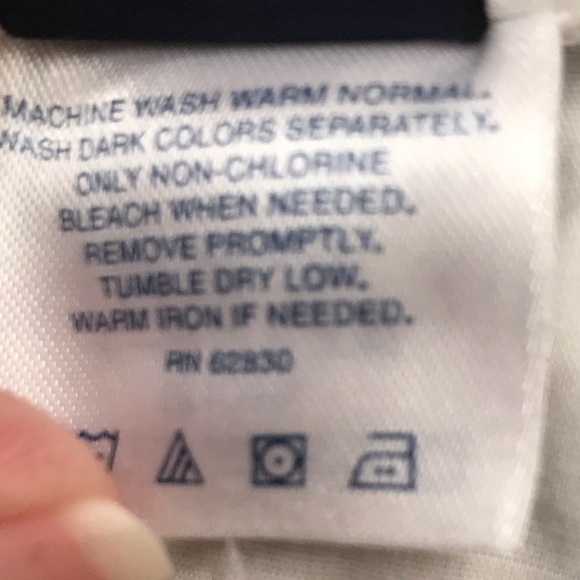 MACHINE WASH WARM NORMAL.
WASH DARK COLORS SEPARATELY.
ONLY NON-CHLORINE
BLEACH WHEN NEEDED.
REMOVE PROMPTLY.
TUMBLE DRY LOW.
WARM IRON IF NEEDED.
RN 62830